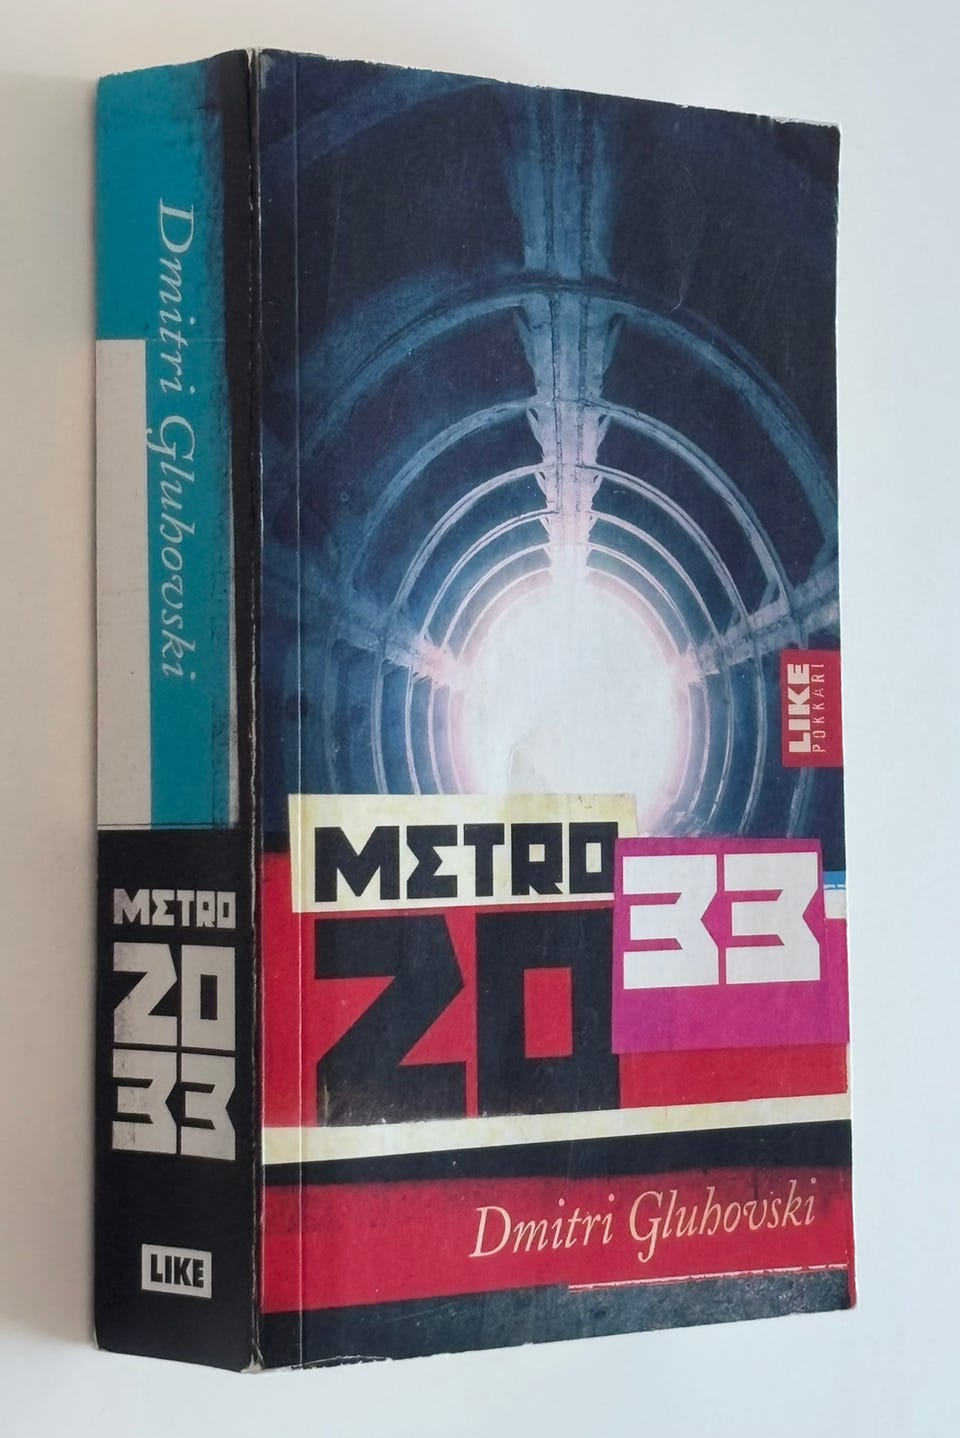 Dmitri Gluhovski
METRO
20
33
LIKE
LIKE
POKKARI
METRO
20
33
Dmitri Gluhovski